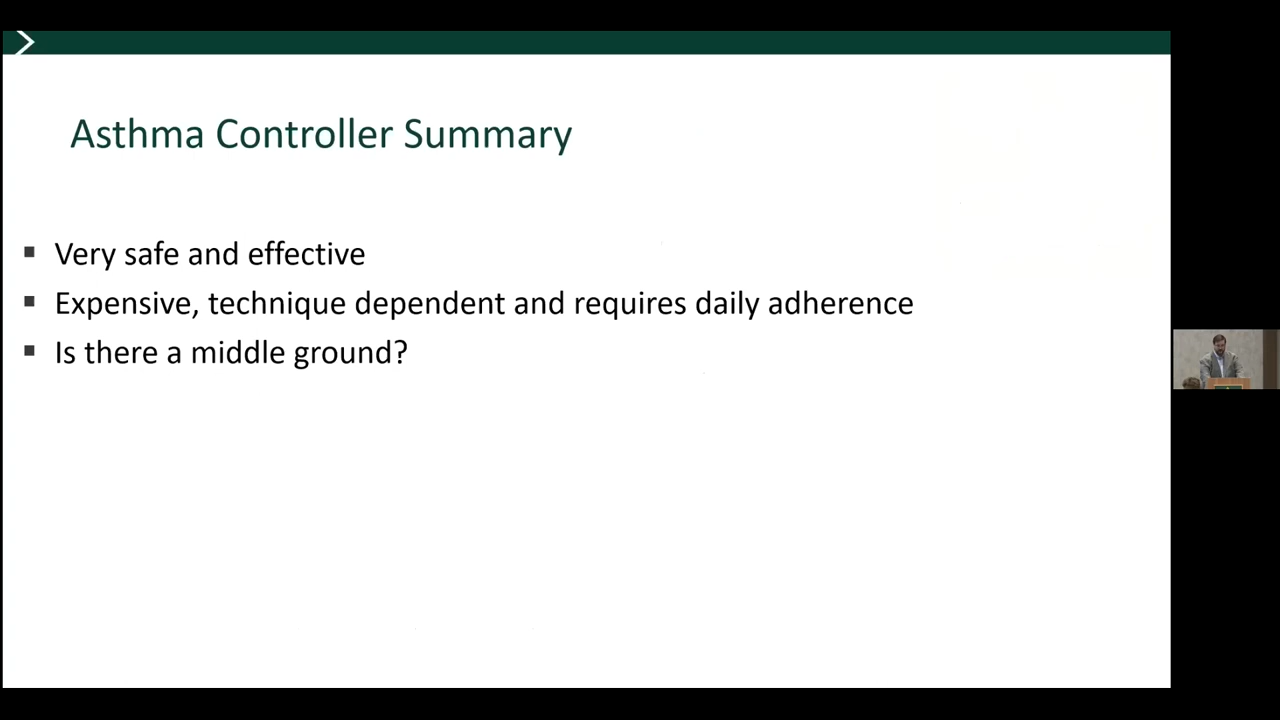 Asthma Controller Summary
Very safe and effective
Expensive, technique dependent and requires daily adherence
Is there a middle ground?